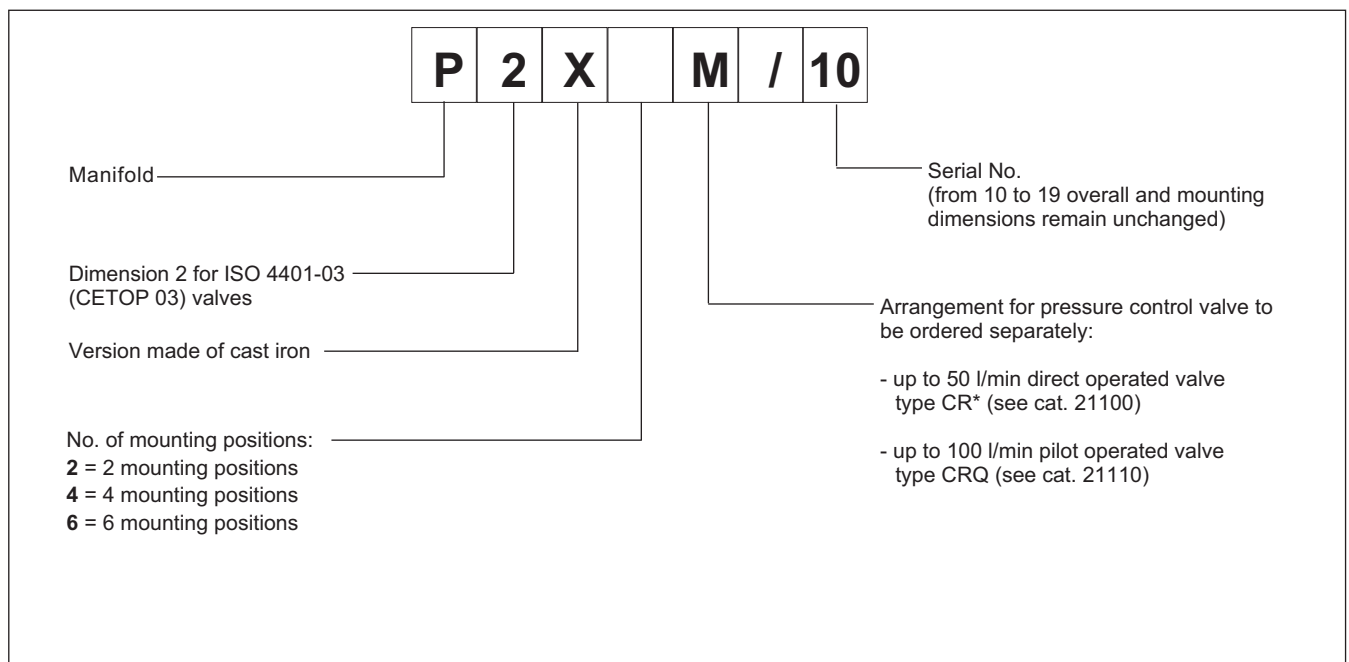 P 2 X M / 10
Manifold
Dimension 2 for ISO 4401-03
(CETOP 03) valves
Version made of cast iron
No. of mounting positions:
2 = 2 mounting positions
4 = 4 mounting positions
6 = 6 mounting positions
Serial No.
(from 10 to 19 overall and mounting
dimensions remain unchanged)
Arrangement for pressure control valve to
be ordered separately:
- up to 50 l/min direct operated valve
type CR* (see cat. 21100)
- up to 100 l/min pilot operated valve
type CRQ (see cat. 21110)